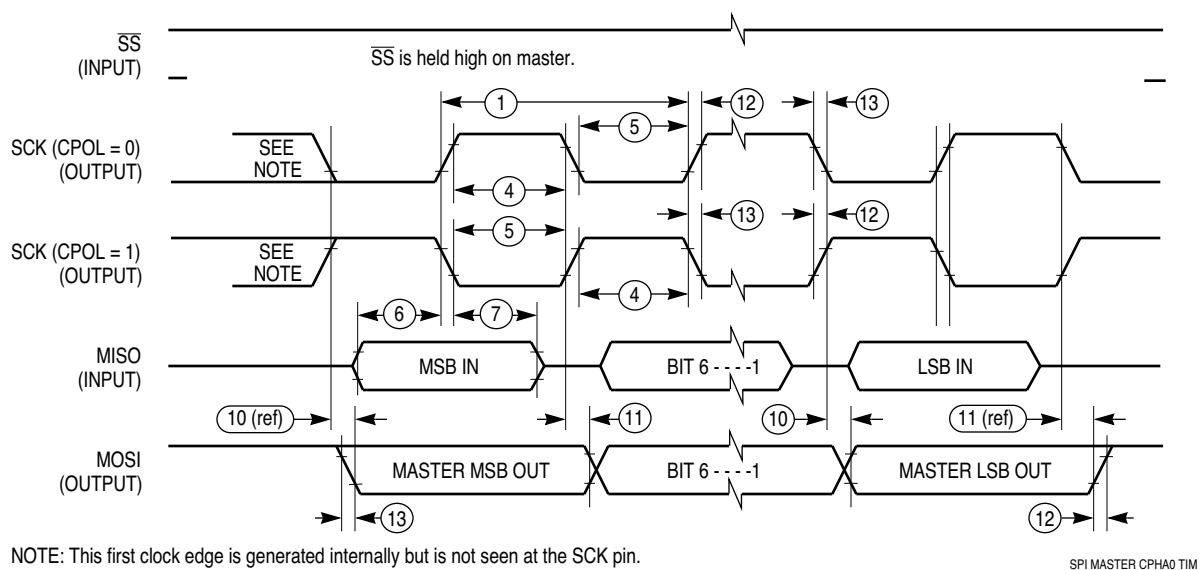 SS
(INPUT)
SS is held high on master.
1
12
13
5
SCK (CPOL = 0)
(OUTPUT)
SEE
NOTE
4
13
12
5
SCK (CPOL = 1)
(OUTPUT)
SEE
NOTE
4
6
7
MISO
(INPUT)
MSB IN
BIT 6 - - - -1
LSB IN
10 (ref)
11
10
11 (ref)
MOSI
(OUTPUT)
MASTER MSB OUT
BIT 6 - - - -1
MASTER LSB OUT
13
12
NOTE: This first clock edge is generated internally but is not seen at the SCK pin.
SPI MASTER CPHA0 TIM